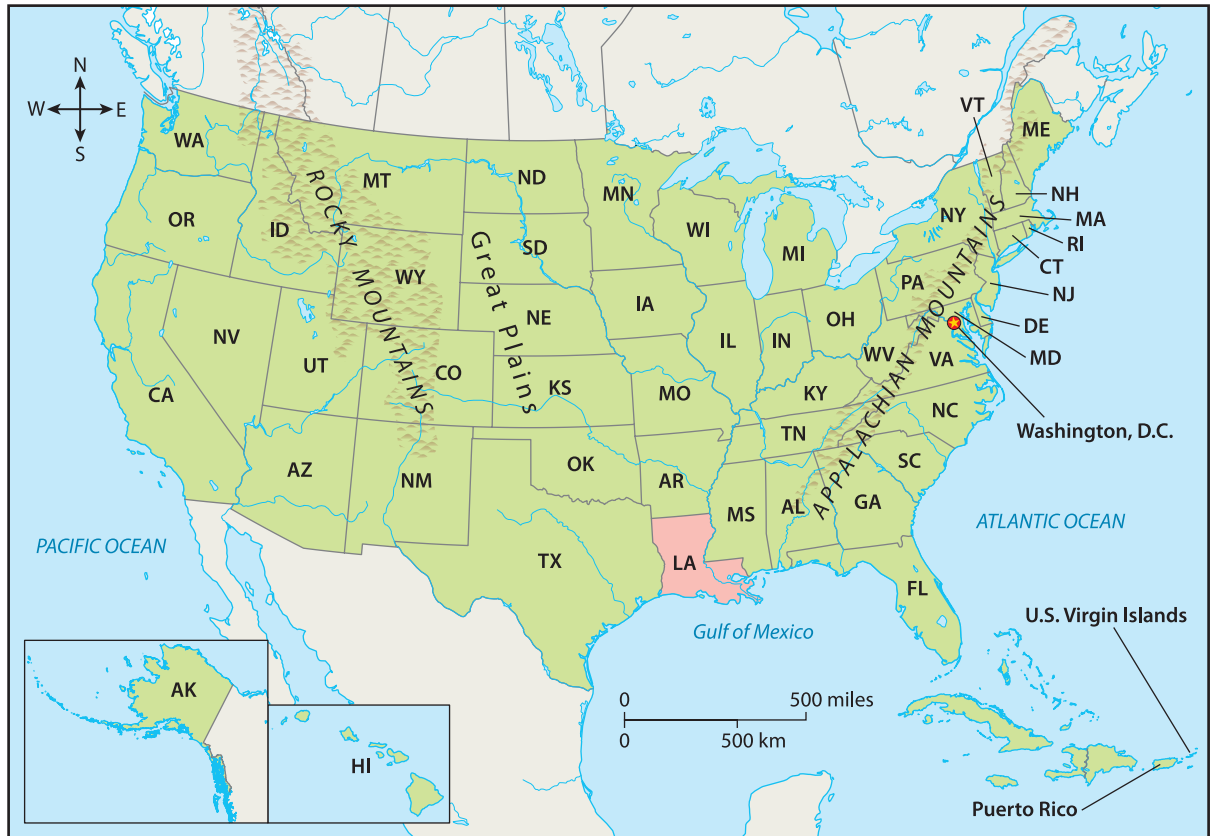 N
W E
S
WA
OR
CA
NV
ID
MT
WY
UT
CO
AZ
NM
ND
SD
NE
KS
OK
TX
MN
IA
MO
AR
LA
WI
IL
MI
IN
OH
KY
TN
MS
AL
GA
FL
SC
NC
VA
WV
PA
NY
VT
ME
NH
MA
RI
CT
NJ
DE
MD
Washington, D.C.
ROCKY MOUNTAINS
Great Plains
APPALACHIAN MOUNTAINS
PACIFIC OCEAN
ATLANTIC OCEAN
Gulf of Mexico
U.S. Virgin Islands
Puerto Rico
AK
HI
0 500 miles
0 500 km